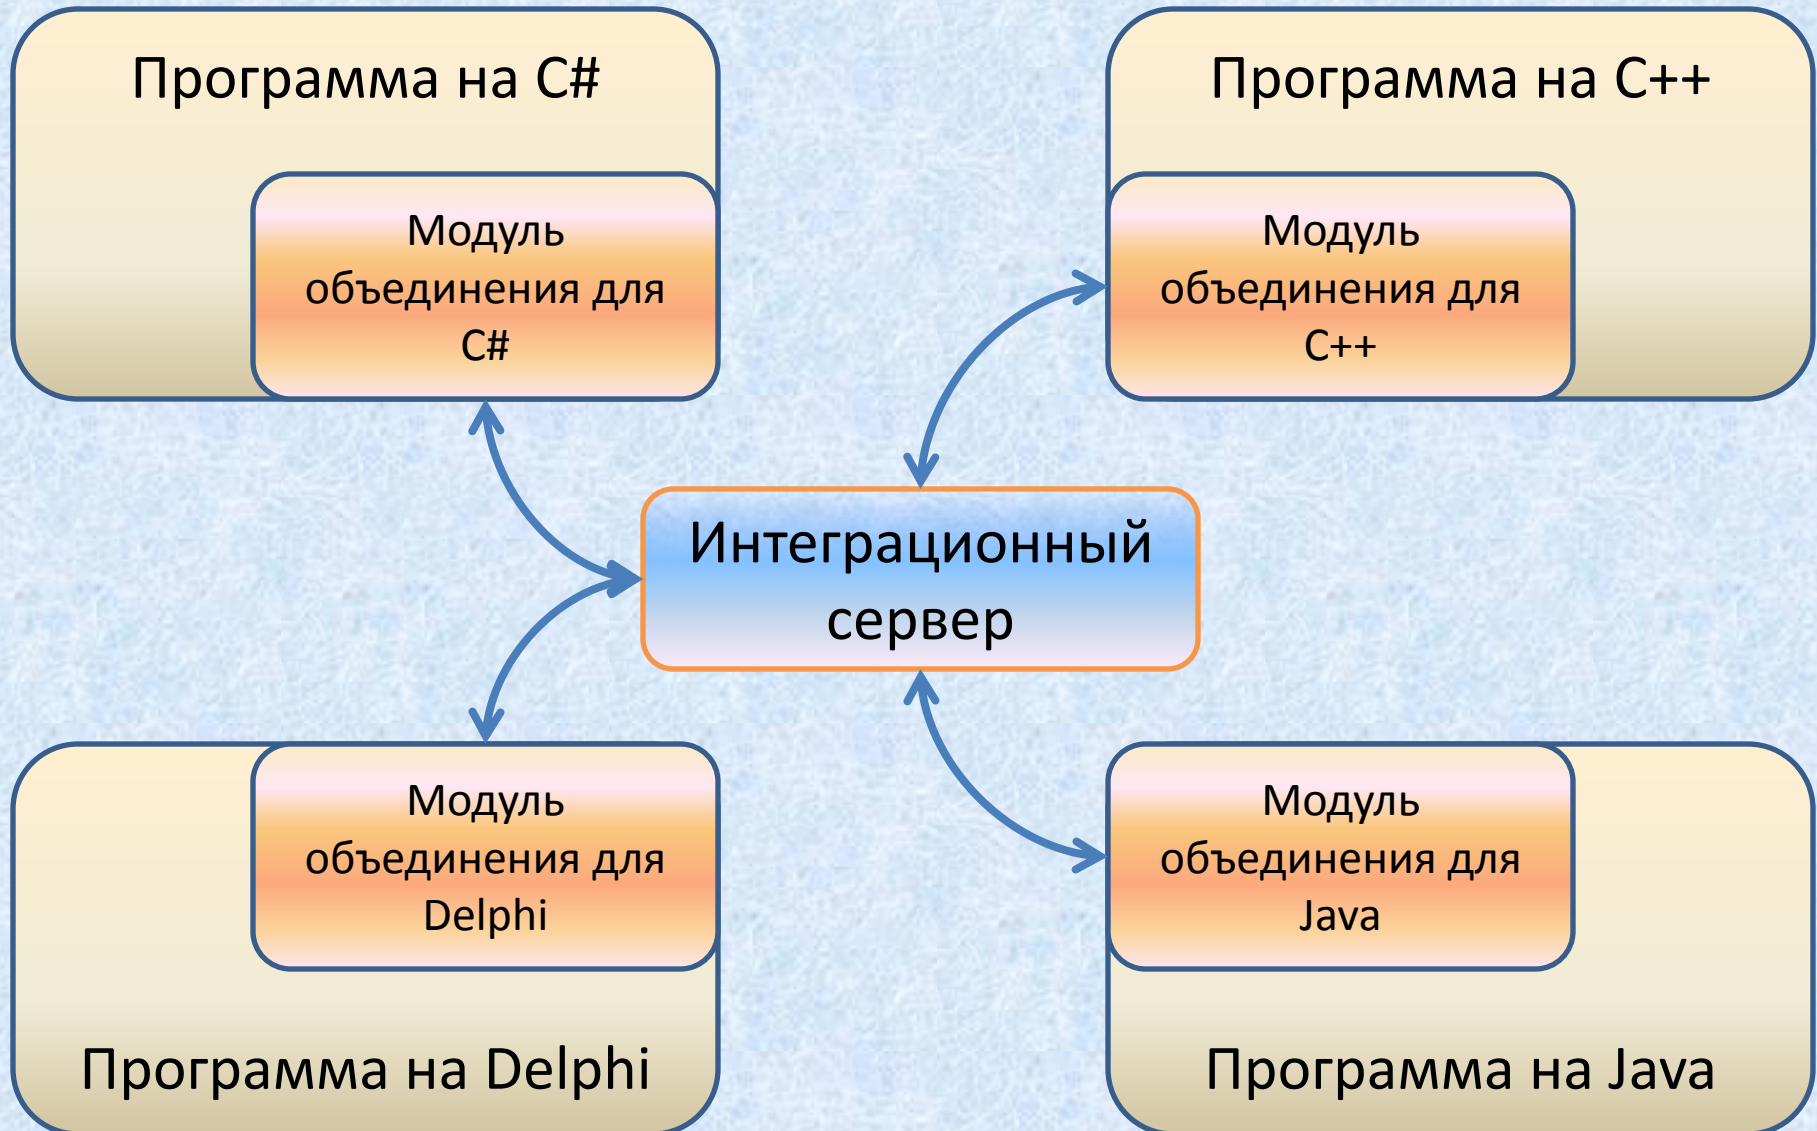 Программа на C#
Модуль
объединения для
C#
Программа на C++
Модуль
объединения для
C++
Интеграционный
сервер
Модуль
объединения для
Delphi
Программа на Delphi
Модуль
объединения для
Java
Программа на Java